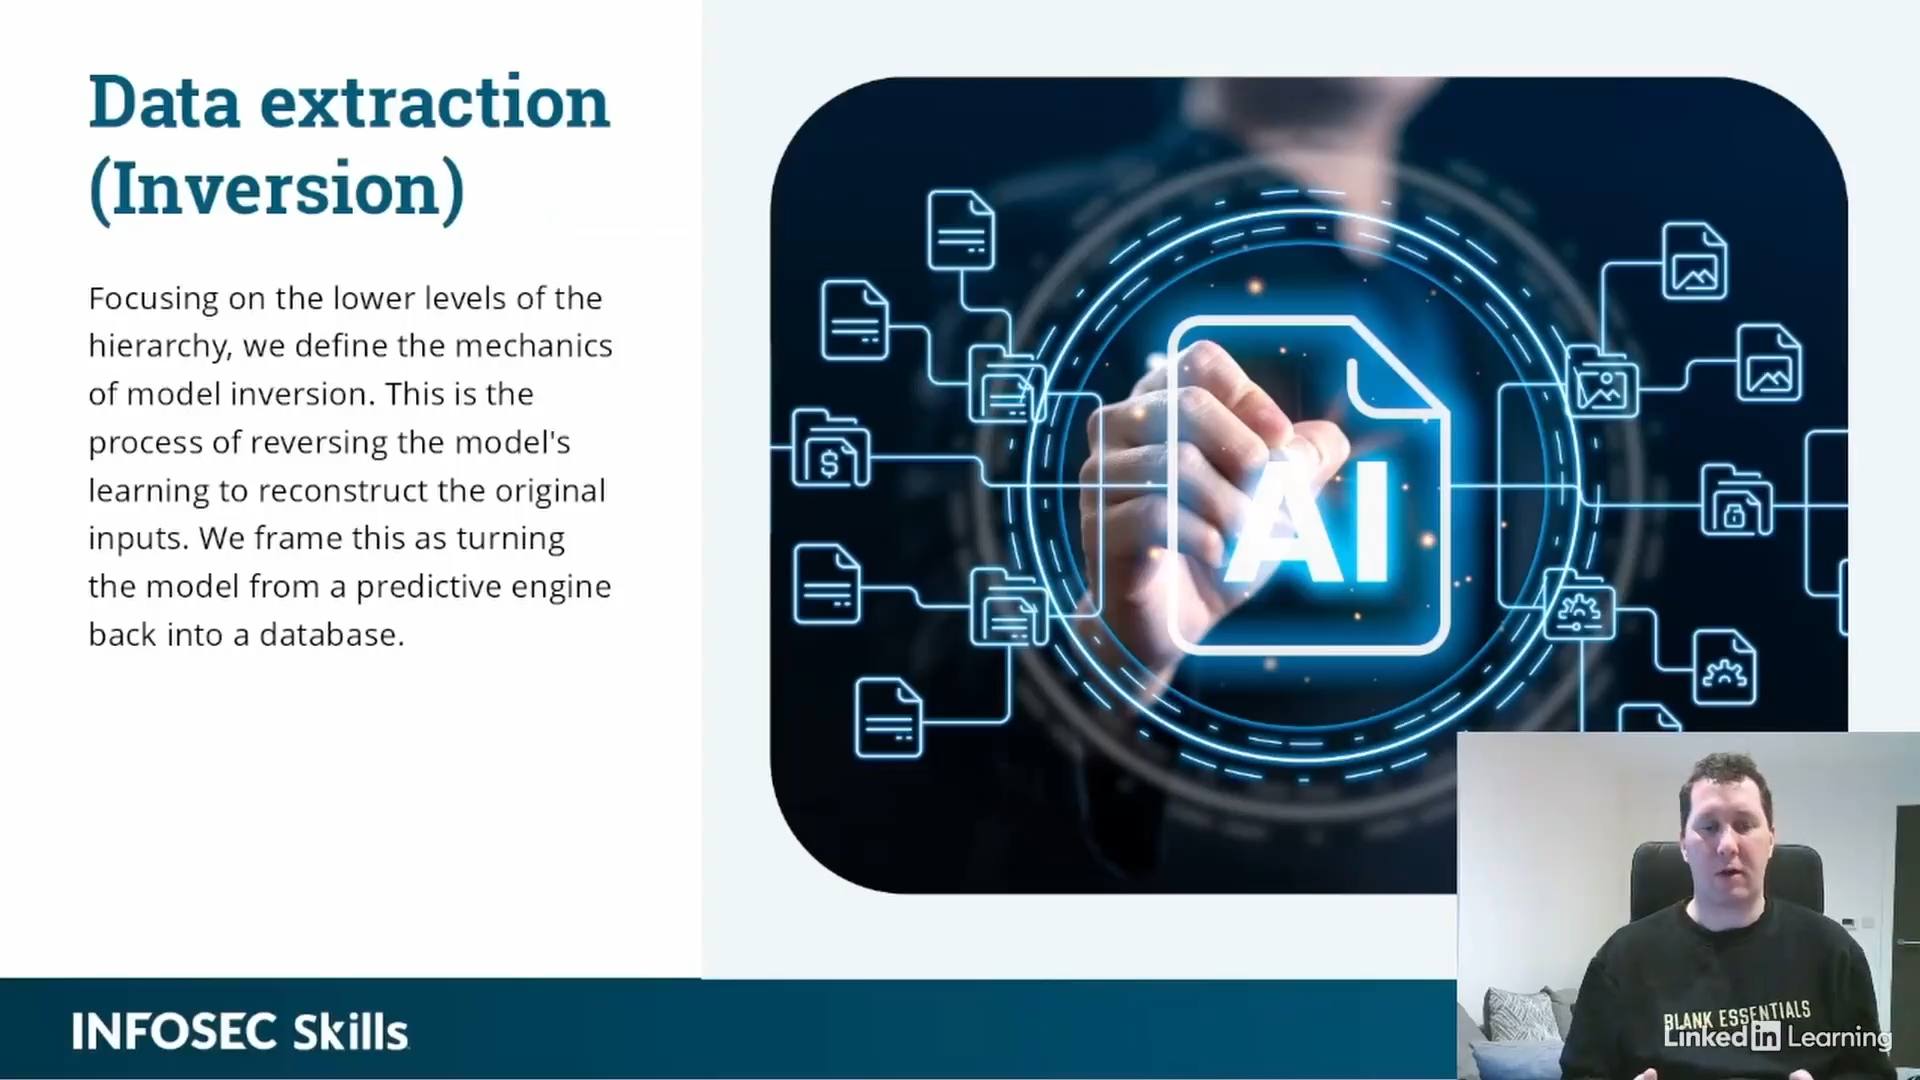 Data extraction
(Inversion)
Focusing on the lower levels of the
hierarchy, we define the mechanics
of model inversion. This is the
process of reversing the model's
learning to reconstruct the original
inputs. We frame this as turning
the model from a predictive engine
back into a database.
$
AI
INFOSEC Skills
BLANK ESSENTIALS
Linked in Learning